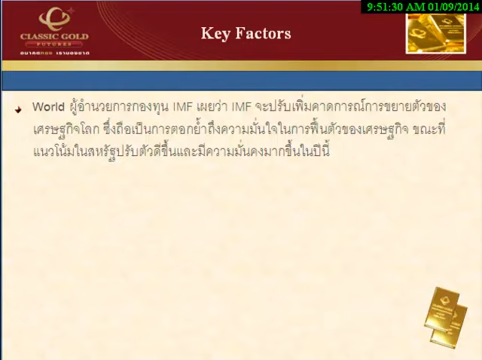 9:51:30 AM 01/09/2014
CLASSIC GOLD
FUTURES
Key Factors
World ผู้อำนวยการกองทุน IMF เผยว่า IMF จะปรับเพิ่มคาดการณ์การขยายตัวของ
เศรษฐกิจโลก ซึ่งถือเป็นการตอกย้ำถึงความมั่นใจในการฟื้นตัวของเศรษฐกิจ ขณะที่
แนวโน้มในสหรัฐปรับตัวดีขึ้นและมีความมั่นคงมากขึ้นในปีนี้